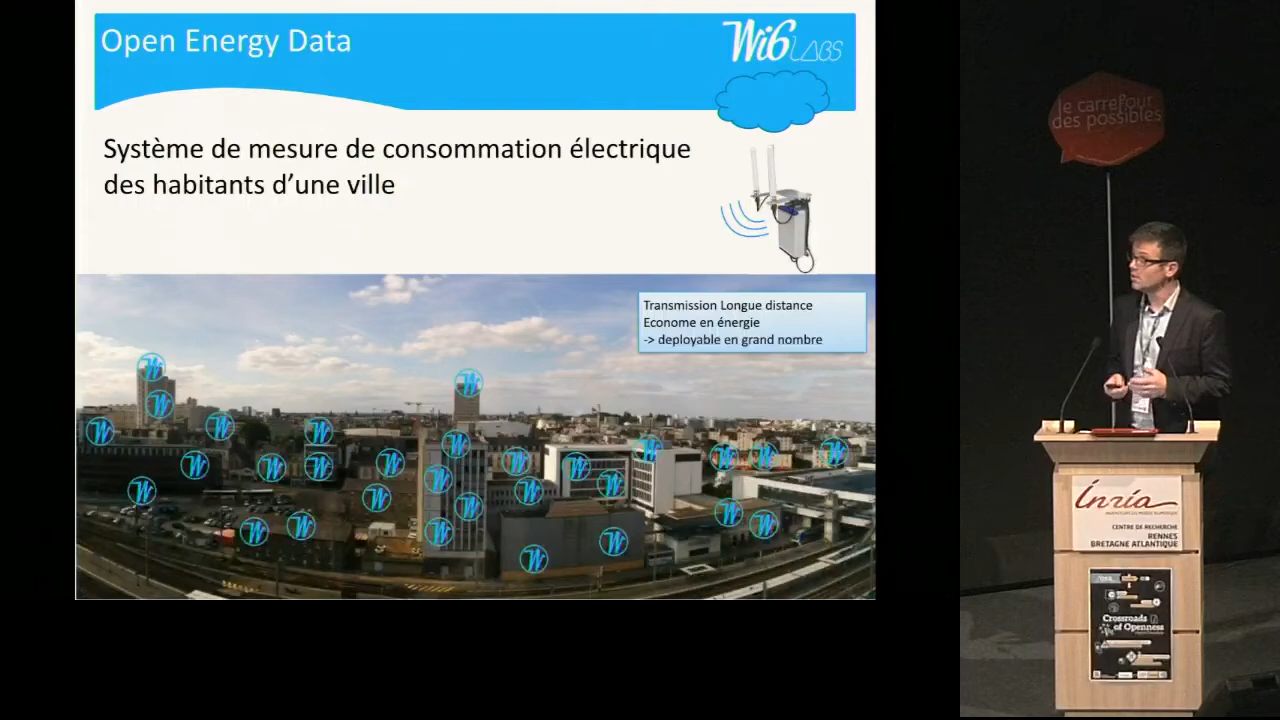 Open Energy Data
Wi6LABS
Système de mesure de consommation électrique
des habitants d’une ville
Transmission Longue distance
Econome en énergie
-> deployable en grand nombre
le carrefour
des possibles
Inria
CENTRE DE RECHERCHE
RENNES
BRETAGNE ATLANTIQUE
Crossroads
of Openness